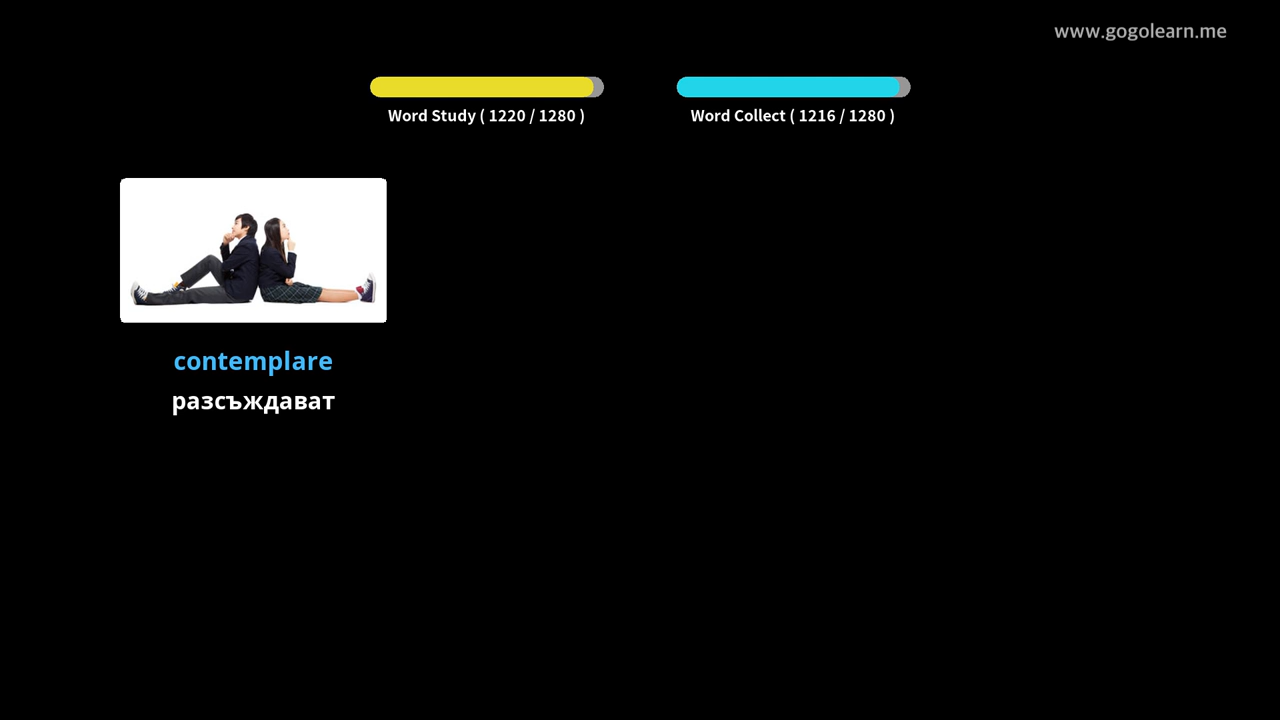 www.gogolearn.me
Word Study ( 1220 / 1280 )
Word Collect ( 1216 / 1280 )
contemplare
разсъждават